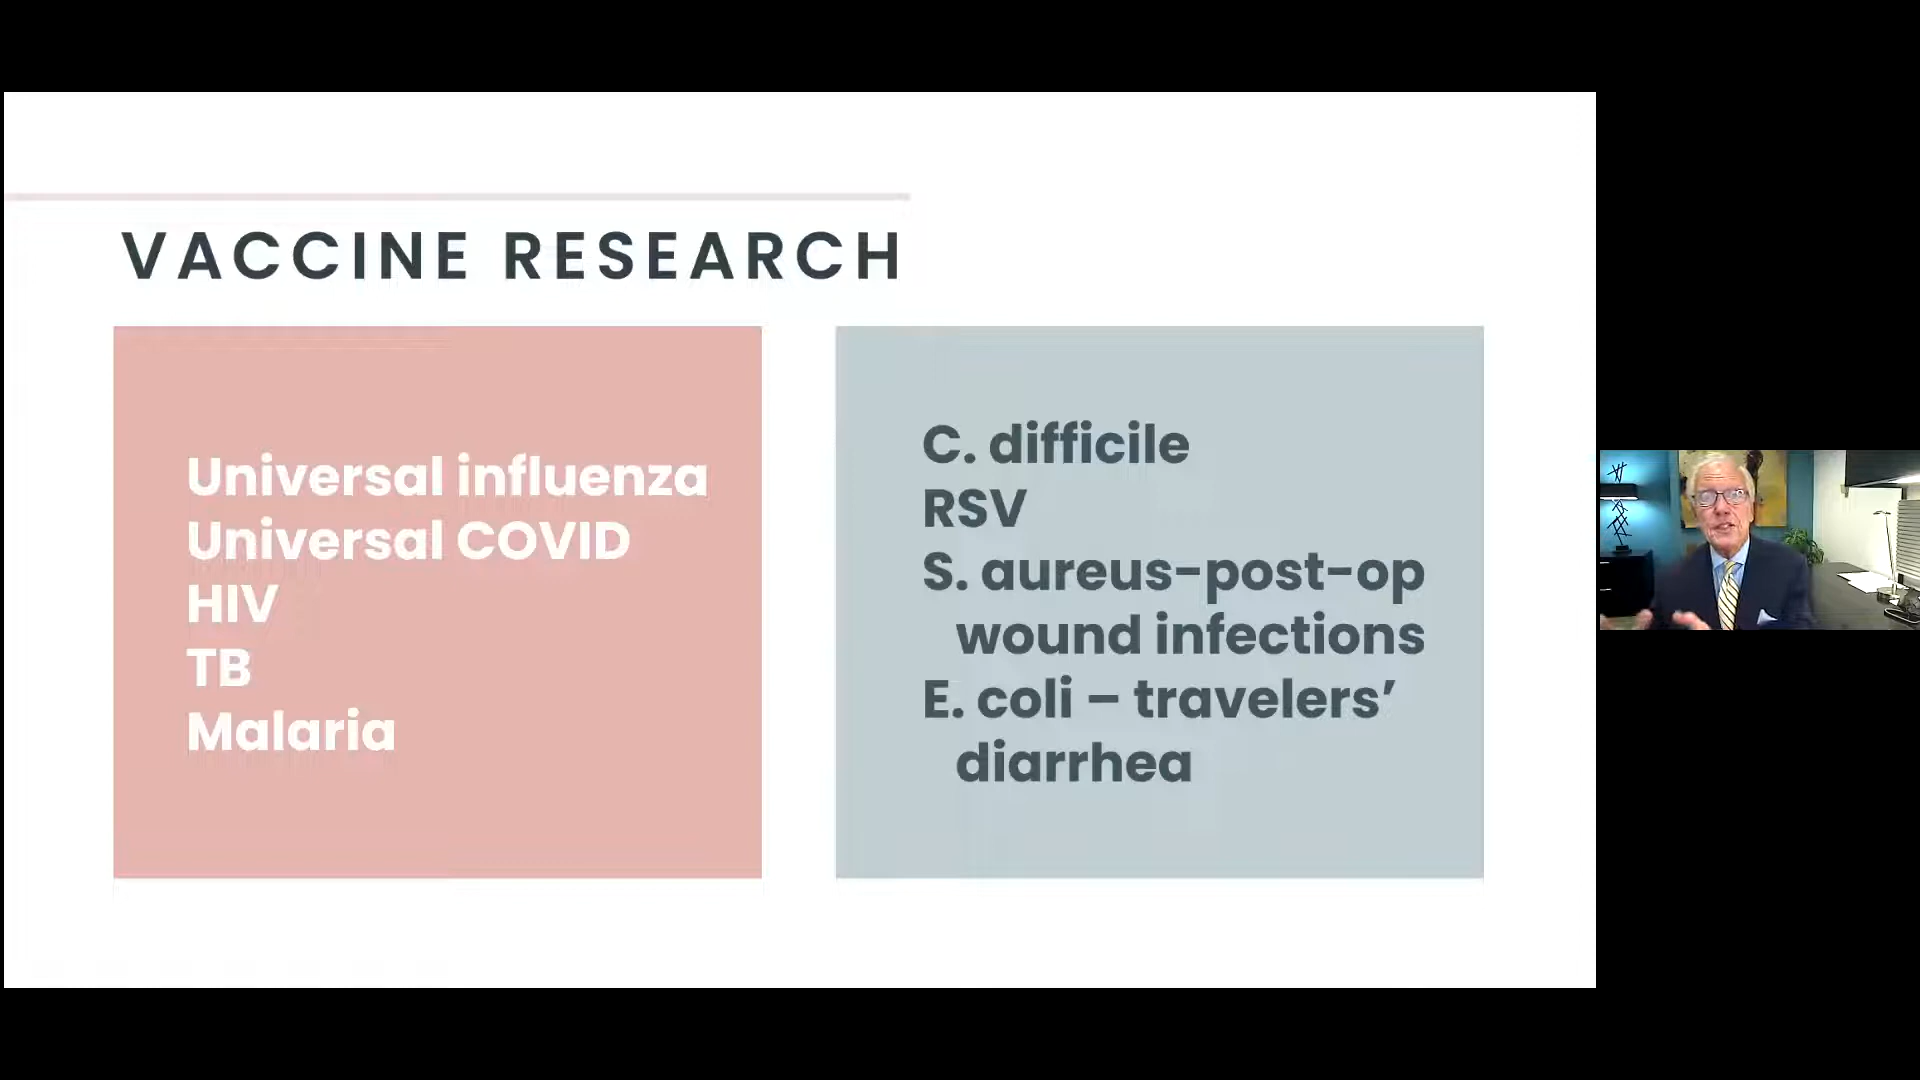 VACCINE RESEARCH
Universal influenza
Universal COVID
HIV
TB
Malaria
C. difficile
RSV
S. aureus-post-op
wound infections
E. coli – travelers’
diarrhea